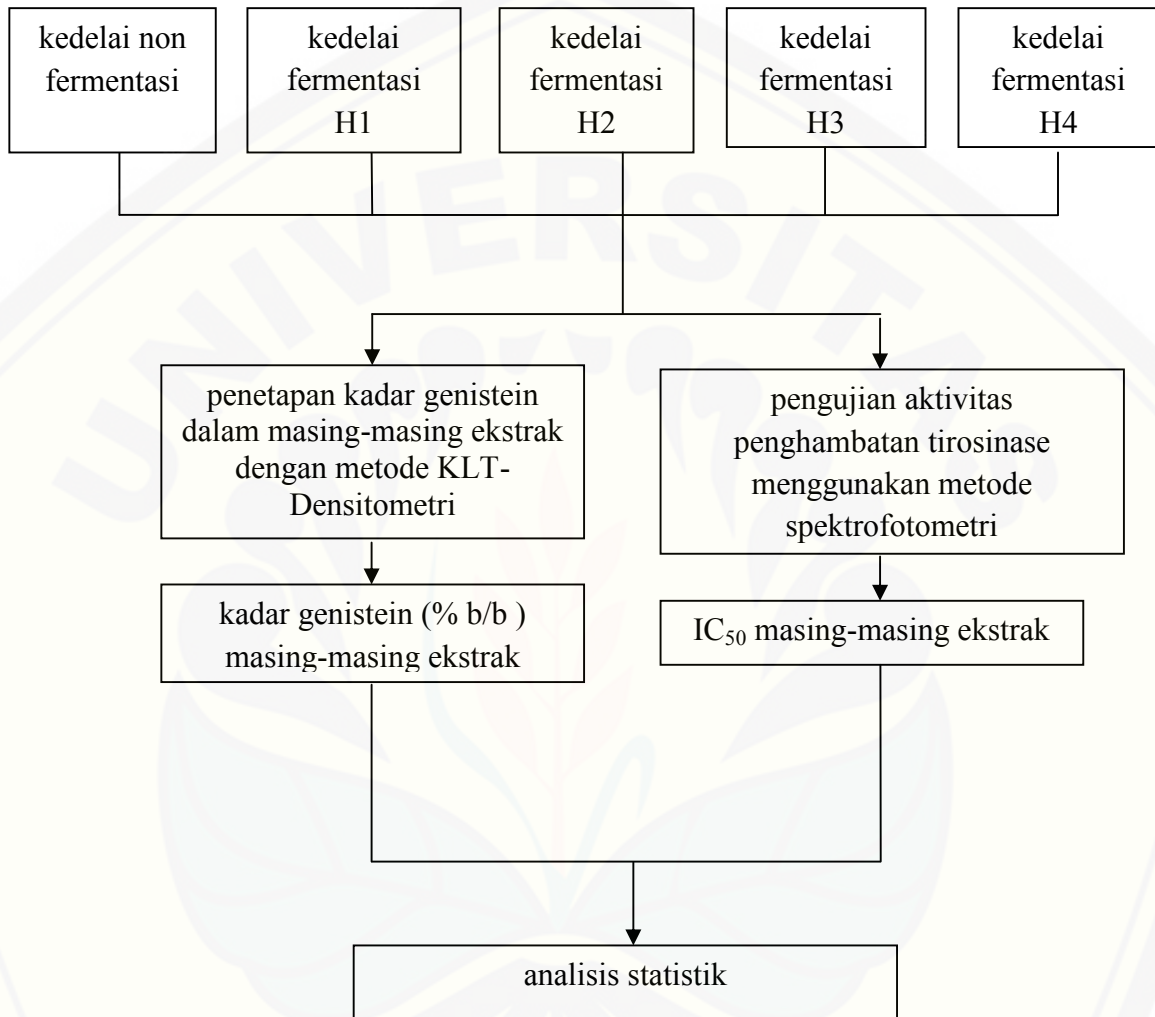 kedelai non
fermentasi
kedelai
fermentasi
H1
kedelai
fermentasi
H2
kedelai
fermentasi
H3
kedelai
fermentasi
H4
UNIVERSITAS
penetapan kadar genistein
dalam masing-masing ekstrak
dengan metode KLT-
Densitometri
pengujian aktivitas
penghambatan tirosinase
menggunakan metode
spektrofotometri
kadar genistein (% b/b )
masing-masing ekstrak
IC₅₀ masing-masing ekstrak
analisis statistik